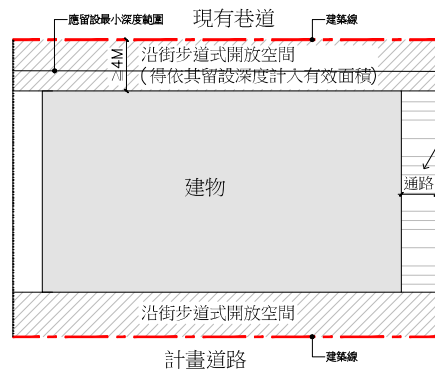 現有巷道
應留設最小深度範圍
建築線
≧4M
沿街步道式開放空間
(得依其留設深度計入有效面積)
建物
通路
沿街步道式開放空間
計畫道路
建築線